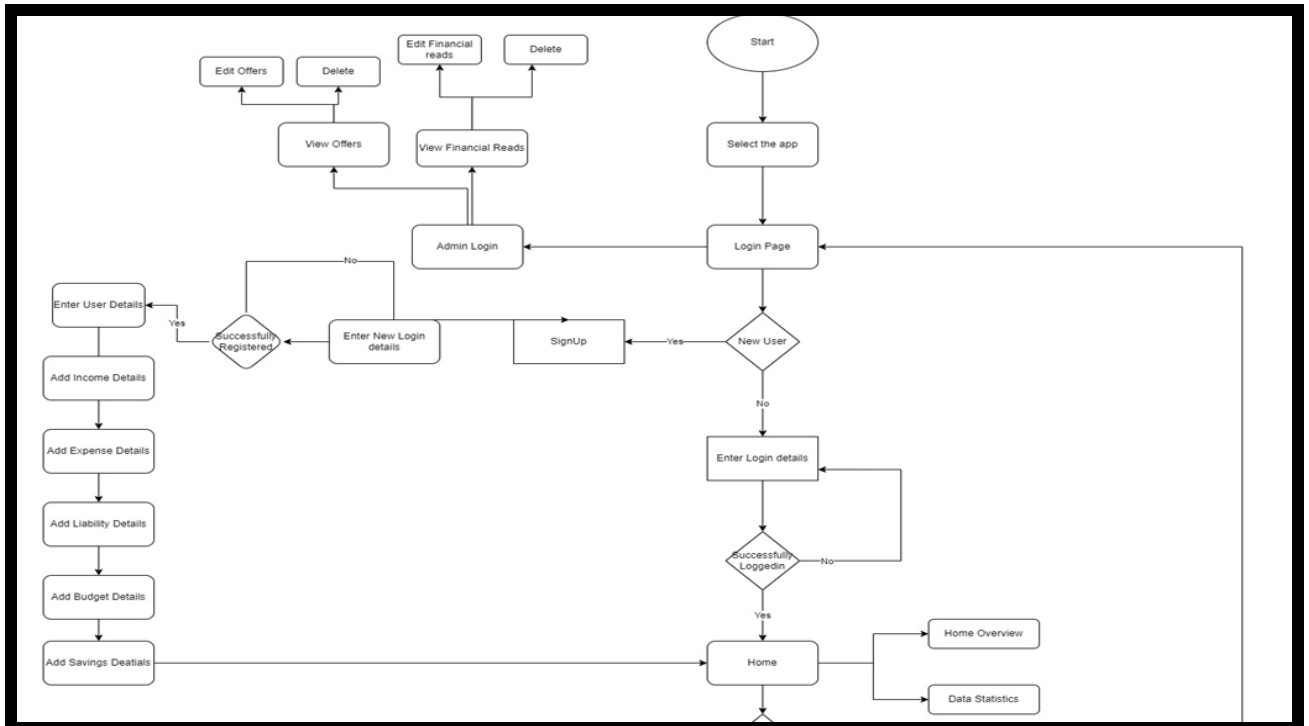 Start
Edit Financial
reads
Delete
Edit Offers
Delete
View Offers
View Financial Reads
Select the app
Admin Login
Login Page
No
Enter User Details
Yes
Successfully
Registered
Enter New Login
details
SignUp
Yes
New User
No
Add Income Details
Add Expense Details
Enter Login details
Add Liability Details
Successfully
Loggedin
No
Yes
Add Budget Details
Add Savings Deatials
Home
Home Overview
Data Statistics